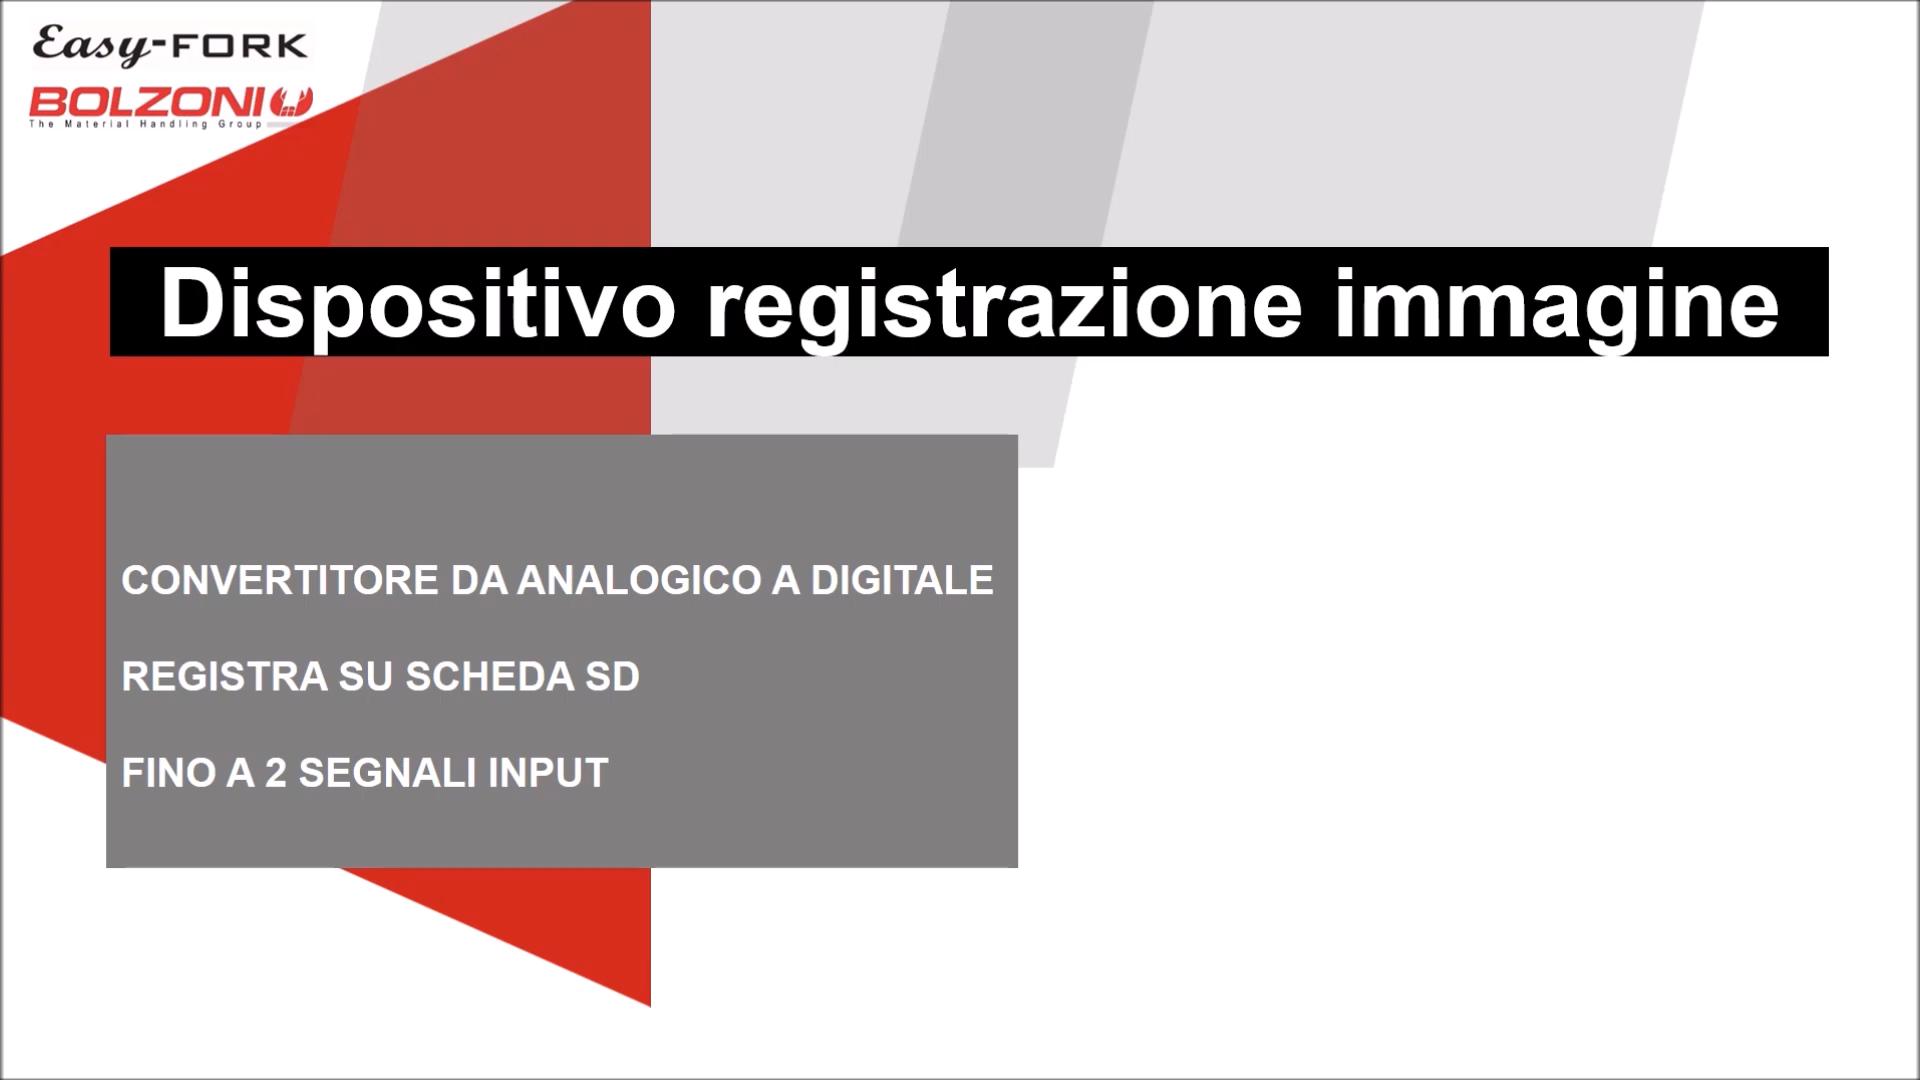 Easy-FORK
BOLZONI
The Material Handling Group
Dispositivo registrazione immagine
CONVERTITORE DA ANALOGICO A DIGITALE
REGISTRA SU SCHEDA SD
FINO A 2 SEGNALI INPUT